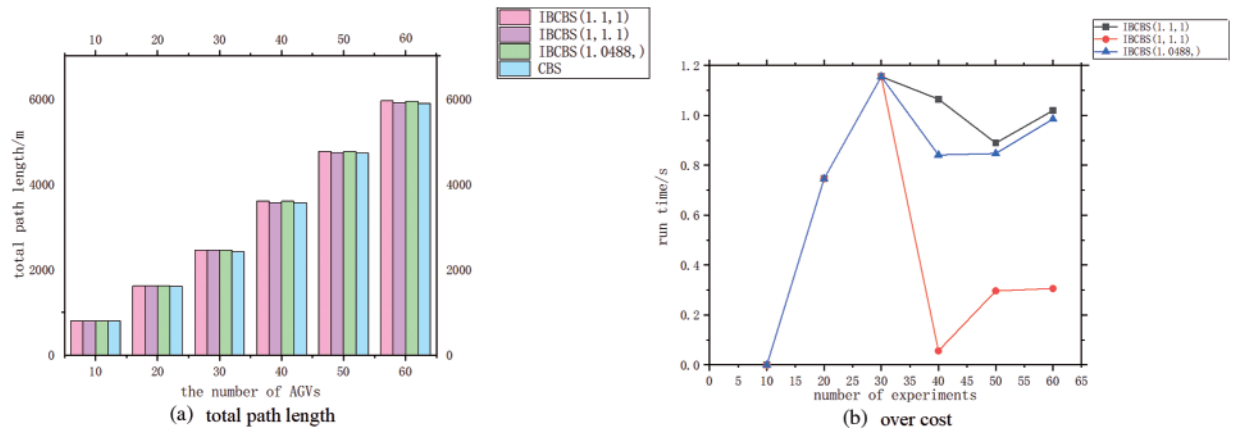 IBCBS(1.1,1)
IBCBS(1,1.1)
IBCBS(1.0488,)
CBS
10 20 30 40 50 60
6000
4000
2000
0
6000
4000
2000
0
total path length/m
10 20 30 40 50 60
the number of AGVs
(a) total path length
IBCBS(1.1,1)
IBCBS(1,1.1)
IBCBS(1.0488,)
1.2
1.0
0.8
0.6
0.4
0.2
0.0
run time/s
0 5 10 15 20 25 30 35 40 45 50 55 60 65
number of experiments
(b) over cost